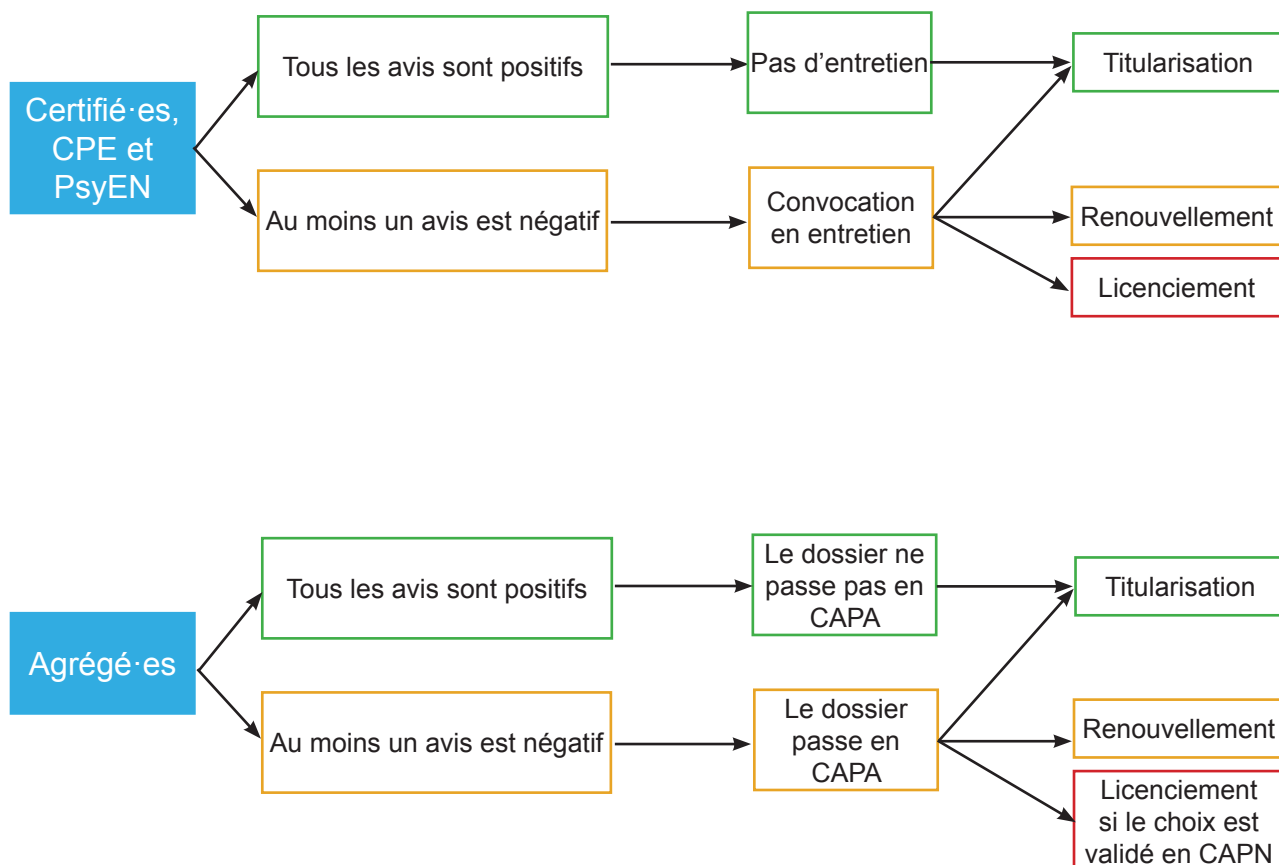 Certifié·es,
CPE et
PsyEN
Tous les avis sont positifs
Pas d'entretien
Titularisation
Au moins un avis est négatif
Convocation
en entretien
Renouvellement
Licenciement
Agrégé·es
Tous les avis sont positifs
Le dossier ne
passe pas en
CAPA
Titularisation
Au moins un avis est négatif
Le dossier
passe en
CAPA
Renouvellement
Licenciement
si le choix est
validé en CAPN